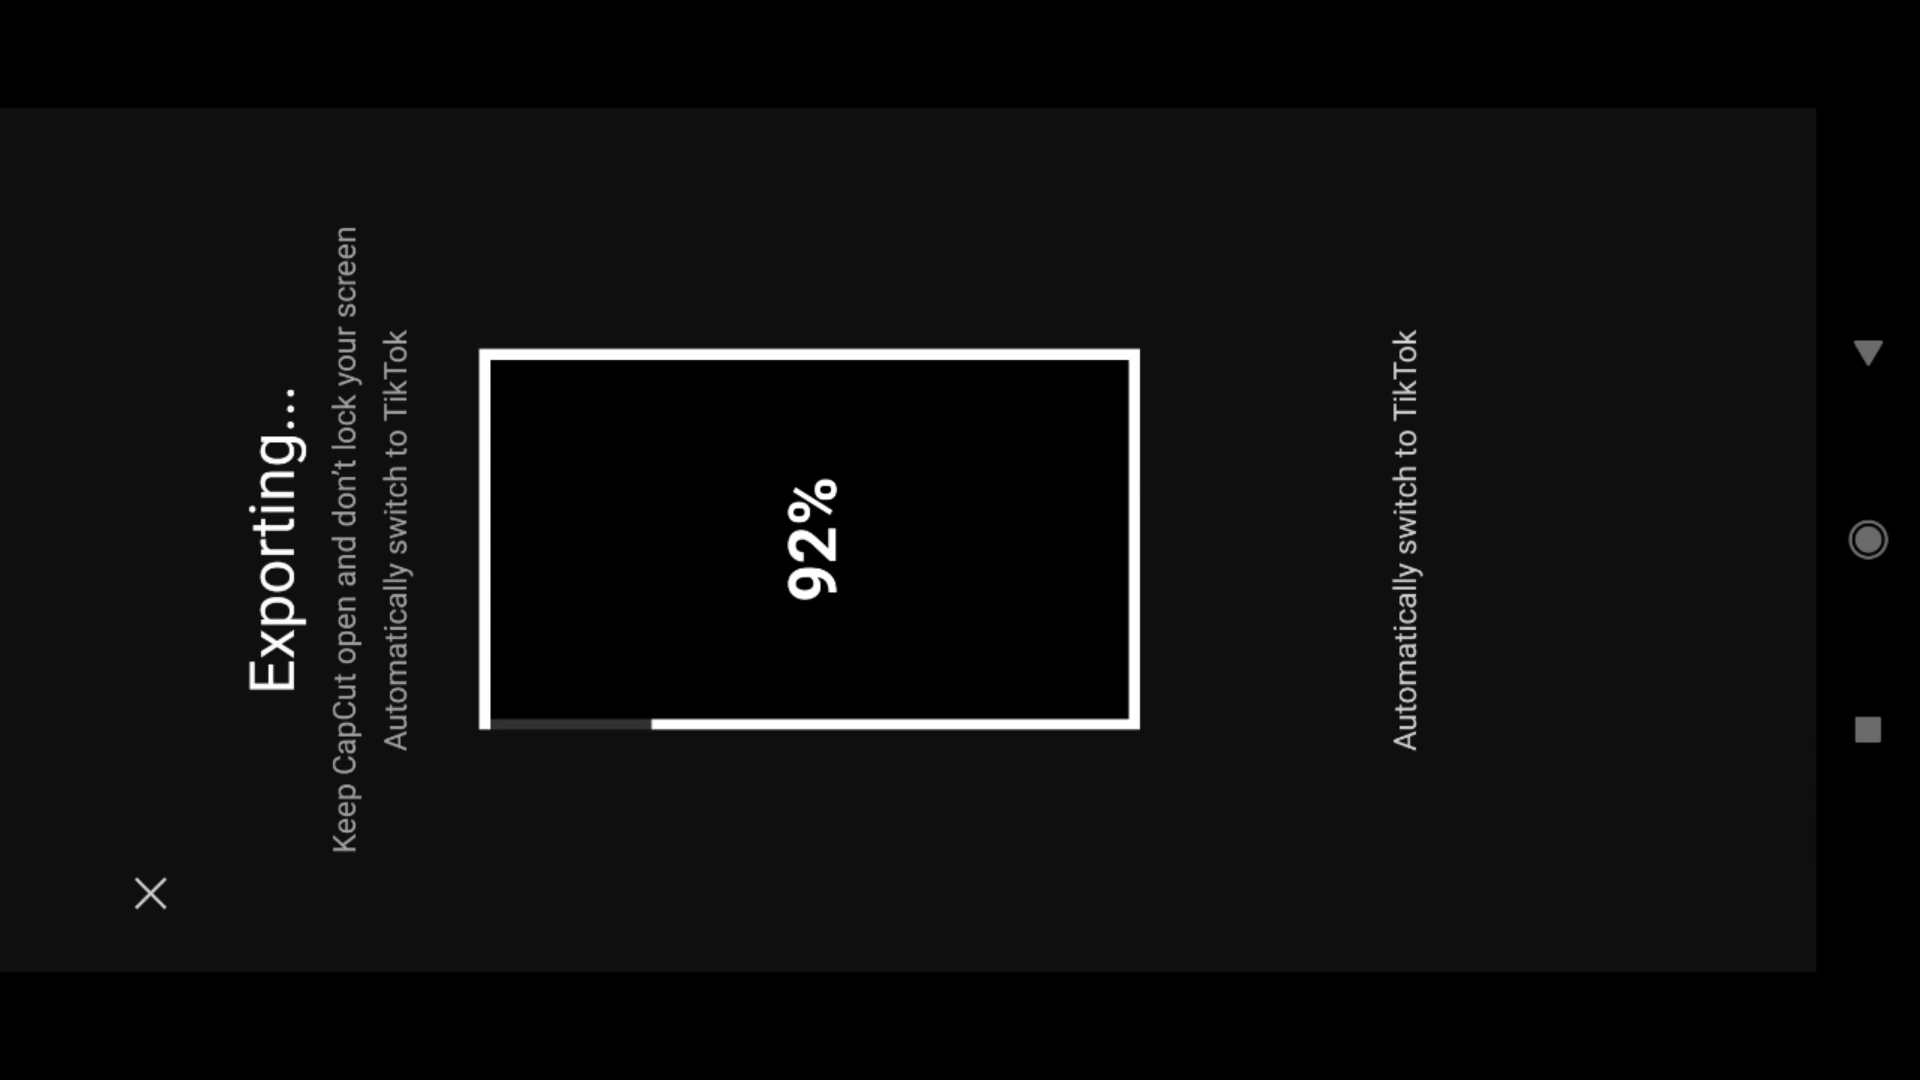 Exporting...
Keep CapCut open and don't lock your screen
Automatically switch to TikTok
92%
Automatically switch to TikTok